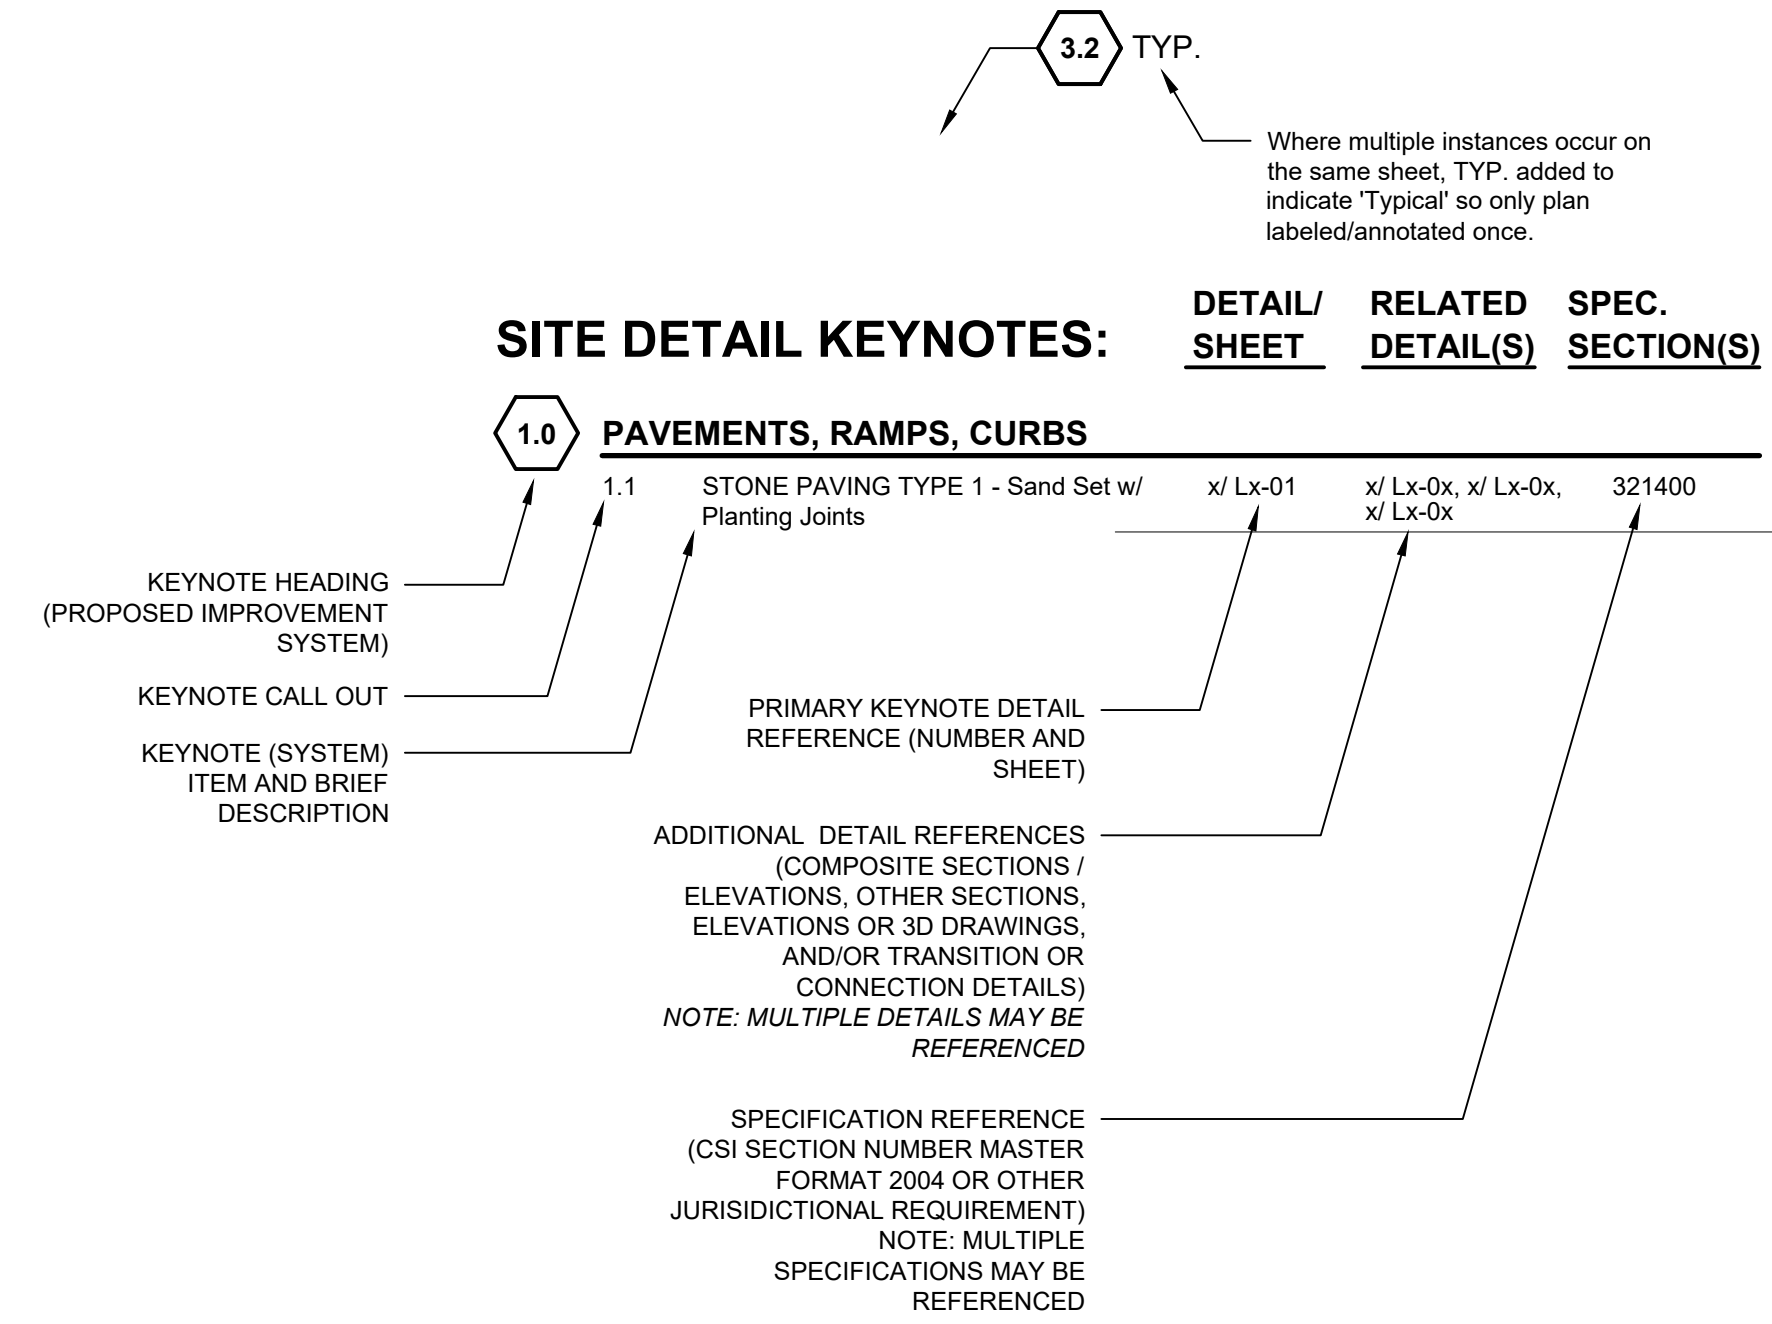 3.2 TYP.
Where multiple instances occur on
the same sheet, TYP. added to
indicate 'Typical' so only plan
labeled/annotated once.
SITE DETAIL KEYNOTES:
DETAIL/
SHEET
RELATED
DETAIL(S)
SPEC.
SECTION(S)
1.0 PAVEMENTS, RAMPS, CURBS
1.1
STONE PAVING TYPE 1 - Sand Set w/
Planting Joints
x/ Lx-01
x/ Lx-0x, x/ Lx-0x,
x/ Lx-0x
321400
KEYNOTE HEADING
(PROPOSED IMPROVEMENT
SYSTEM)
KEYNOTE CALL OUT
KEYNOTE (SYSTEM)
ITEM AND BRIEF
DESCRIPTION
PRIMARY KEYNOTE DETAIL
REFERENCE (NUMBER AND
SHEET)
ADDITIONAL DETAIL REFERENCES
(COMPOSITE SECTIONS /
ELEVATIONS, OTHER SECTIONS,
ELEVATIONS OR 3D DRAWINGS,
AND/OR TRANSITION OR
CONNECTION DETAILS)
NOTE: MULTIPLE DETAILS MAY BE
REFERENCED
SPECIFICATION REFERENCE
(CSI SECTION NUMBER MASTER
FORMAT 2004 OR OTHER
JURISIDICTIONAL REQUIREMENT)
NOTE: MULTIPLE
SPECIFICATIONS MAY BE
REFERENCED